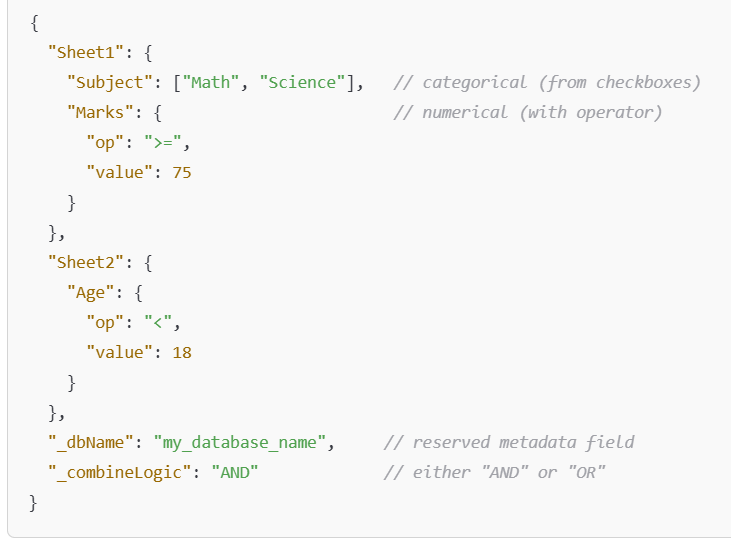 {
  "Sheet1": {
    "Subject": ["Math", "Science"],   // categorical (from checkboxes)
    "Marks": {                        // numerical (with operator)
      "op": ">=",
      "value": 75
    }
  },
  "Sheet2": {
    "Age": {
      "op": "<",
      "value": 18
    }
  },
  "_dbName": "my_database_name",     // reserved metadata field
  "_combineLogic": "AND"             // either "AND" or "OR"
}